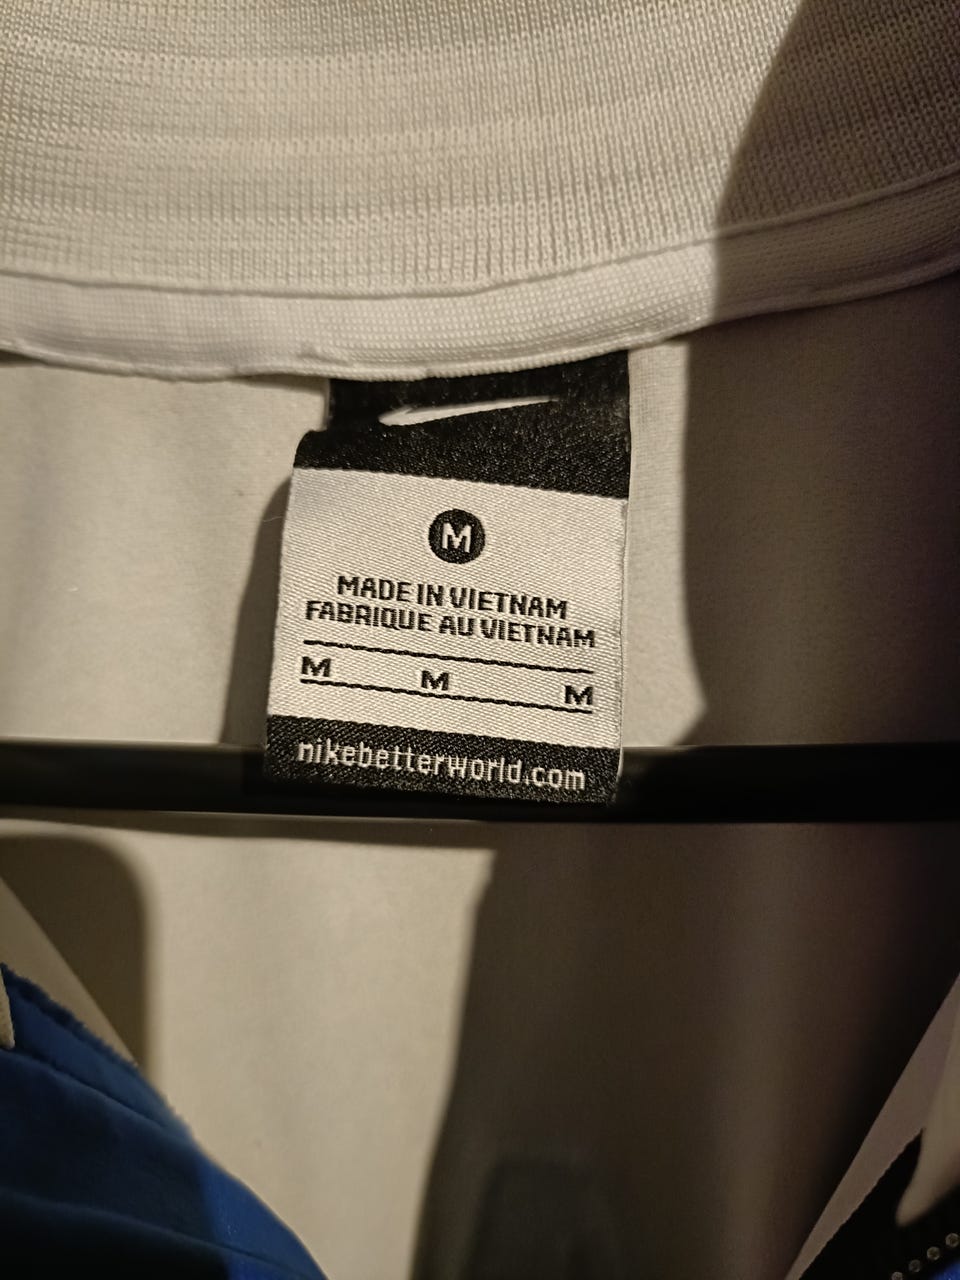 M
MADE IN VIETNAM
FABRIQUE AU VIETNAM
M M M
nikebetterworld.com